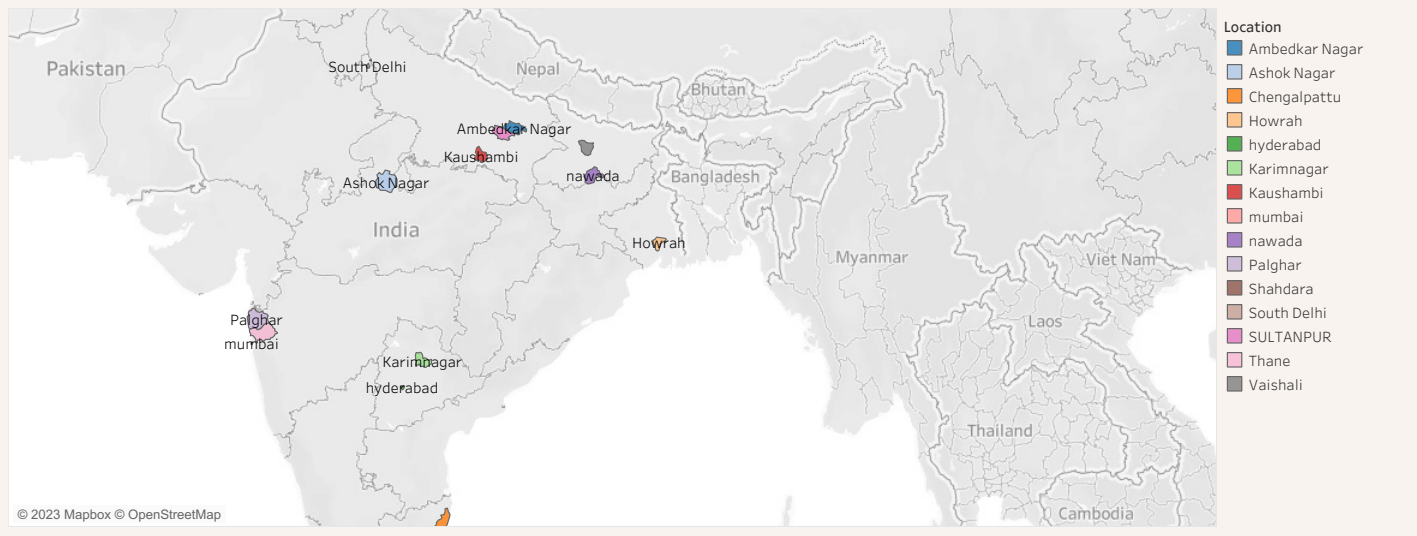 Pakistan
South Delhi
Nepal
Bhutan
Ambedkar Nagar
Kaushambi
Ashok Nagar
nawada
Bangladesh
India
Howrah
Myanmar
Viet Nam
Palghar
mumbai
Laos
Karimnagar
hyderabad
Thailand
Cambodia
© 2023 Mapbox © OpenStreetMap
Location
Ambedkar Nagar
Ashok Nagar
Chengalpattu
Howrah
hyderabad
Karimnagar
Kaushambi
mumbai
nawada
Palghar
Shahdara
South Delhi
SULTANPUR
Thane
Vaishali